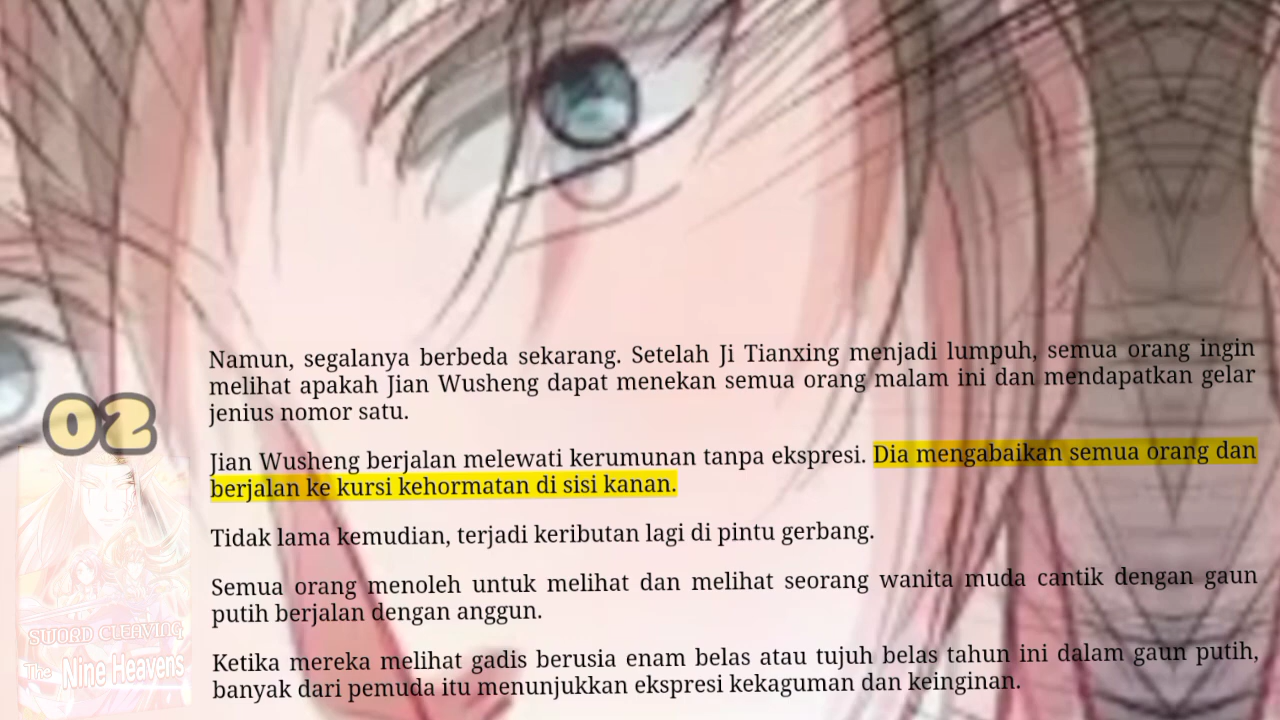 Namun, segalanya berbeda sekarang. Setelah Ji Tianxing menjadi lumpuh, semua orang ingin
melihat apakah Jian Wusheng dapat menekan semua orang malam ini dan mendapatkan gelar
jenius nomor satu.
Jian Wusheng berjalan melewati kerumunan tanpa ekspresi. Dia mengabaikan semua orang dan
berjalan ke kursi kehormatan di sisi kanan.
Tidak lama kemudian, terjadi keributan lagi di pintu gerbang.
Semua orang menoleh untuk melihat dan melihat seorang wanita muda cantik dengan gaun
putih berjalan dengan anggun.
Ketika mereka melihat gadis berusia enam belas atau tujuh belas tahun ini dalam gaun putih,
banyak dari pemuda itu menunjukkan ekspresi kekaguman dan keinginan.
02
SWORD CLEAVING
The Nine Heavens